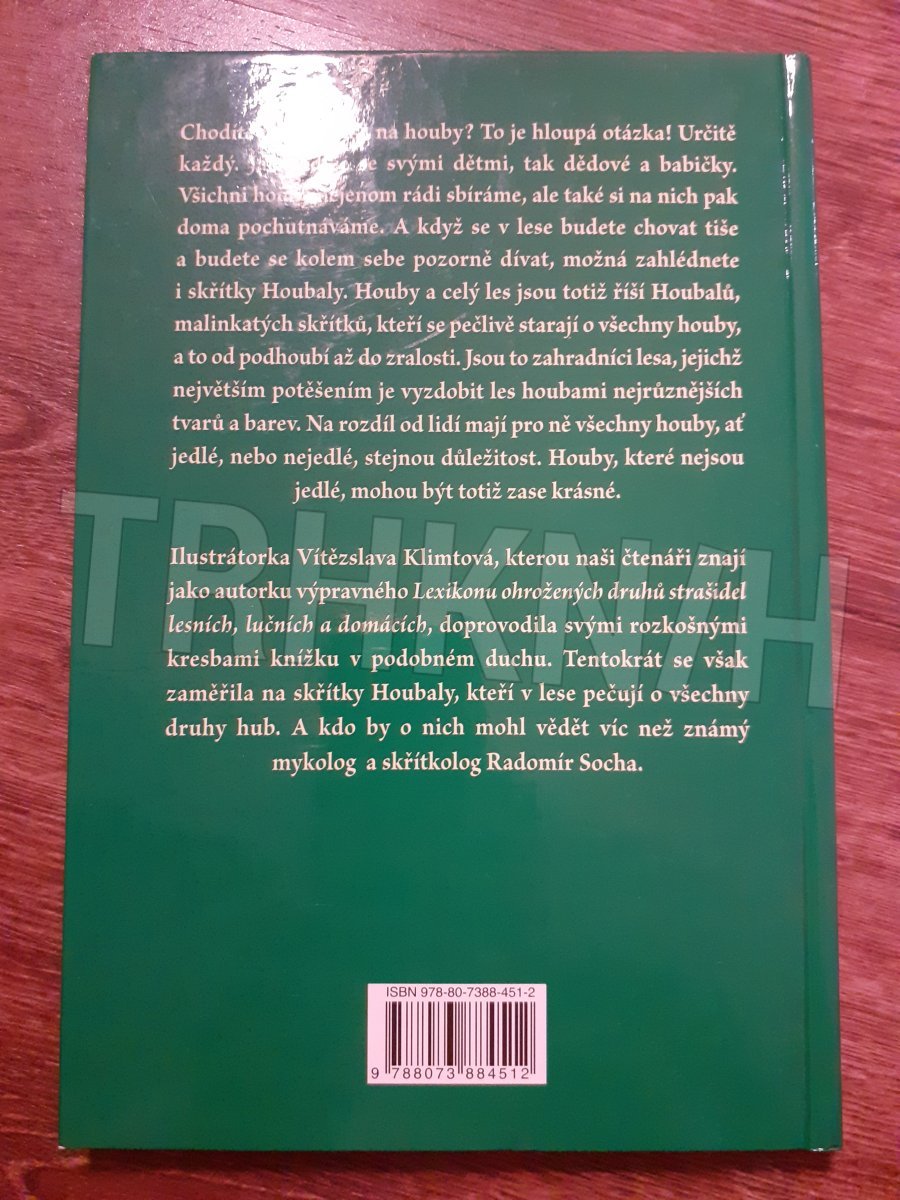 Chodíte na houby? To je hloupá otázka! Určitě
každý. se svými dětmi, tak dědové a babičky.
Všichni nejenom rádi sbíráme, ale také si na nich pak
doma pochutnáváme. A když se v lese budete chovat tiše
a budete se kolem sebe pozorně dívat, možná zahlédnete
i skřítky Houbaly. Houby a celý les jsou totiž říší Houbalů,
malinkatých skřítků, kteří se pečlivě starají o všechny houby,
a to od podhoubí až do zralosti. Jsou to zahradníci lesa, jejichž
největším potěšením je vyzdobit les houbami nejrůznějších
tvarů a barev. Na rozdíl od lidí mají pro ně všechny houby, ať
jedlé, nebo nejedlé, stejnou důležitost. Houby, které nejsou
jedlé, mohou být totiž zase krásné.
TRHKNIH
Ilustrátorka Vítězslava Klimtová, kterou naši čtenáři znají
jako autorku výpravného Lexikonu ohrožených druhů strašidel
lesních, lučních a domácích, doprovodila svými rozkošnými
kresbami knížku v podobném duchu. Tentokrát se však
zaměřila na skřítky Houbaly, kteří v lese pečují o všechny
druhy hub. A kdo by o nich mohl vědět víc než známý
mykolog a skřítkolog Radomír Socha.
ISBN 978-80-7388-451-2
9 788073 884512